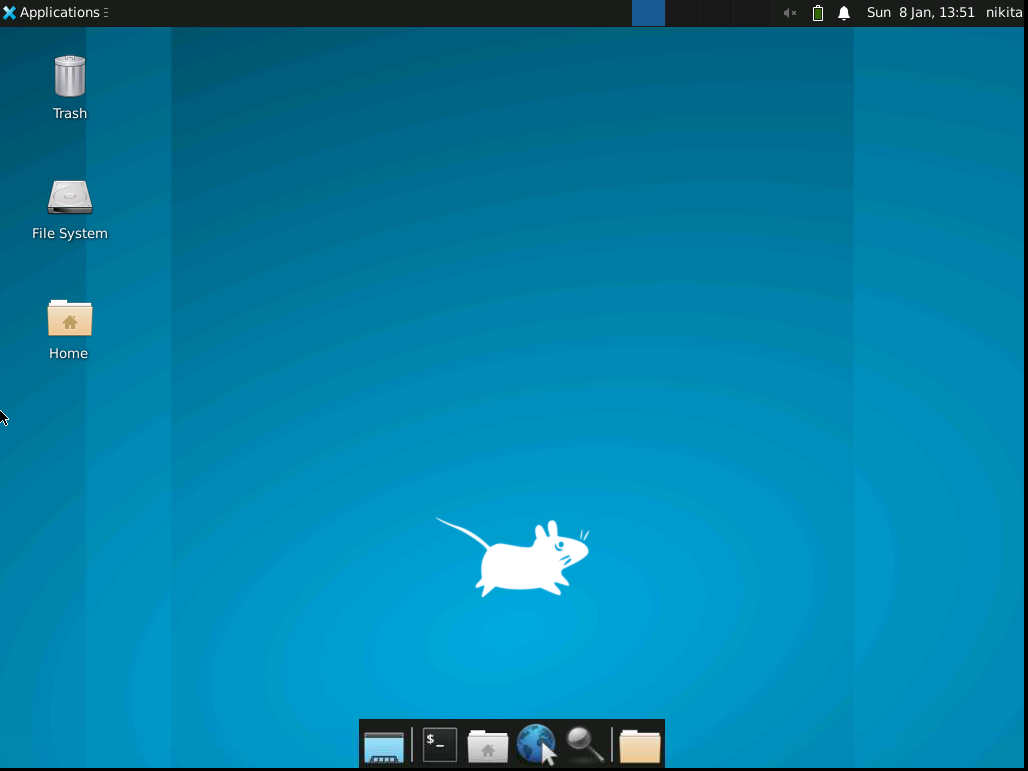 Applications
Sun 8 Jan, 13:51 nikita
Trash
File System
Home
$_